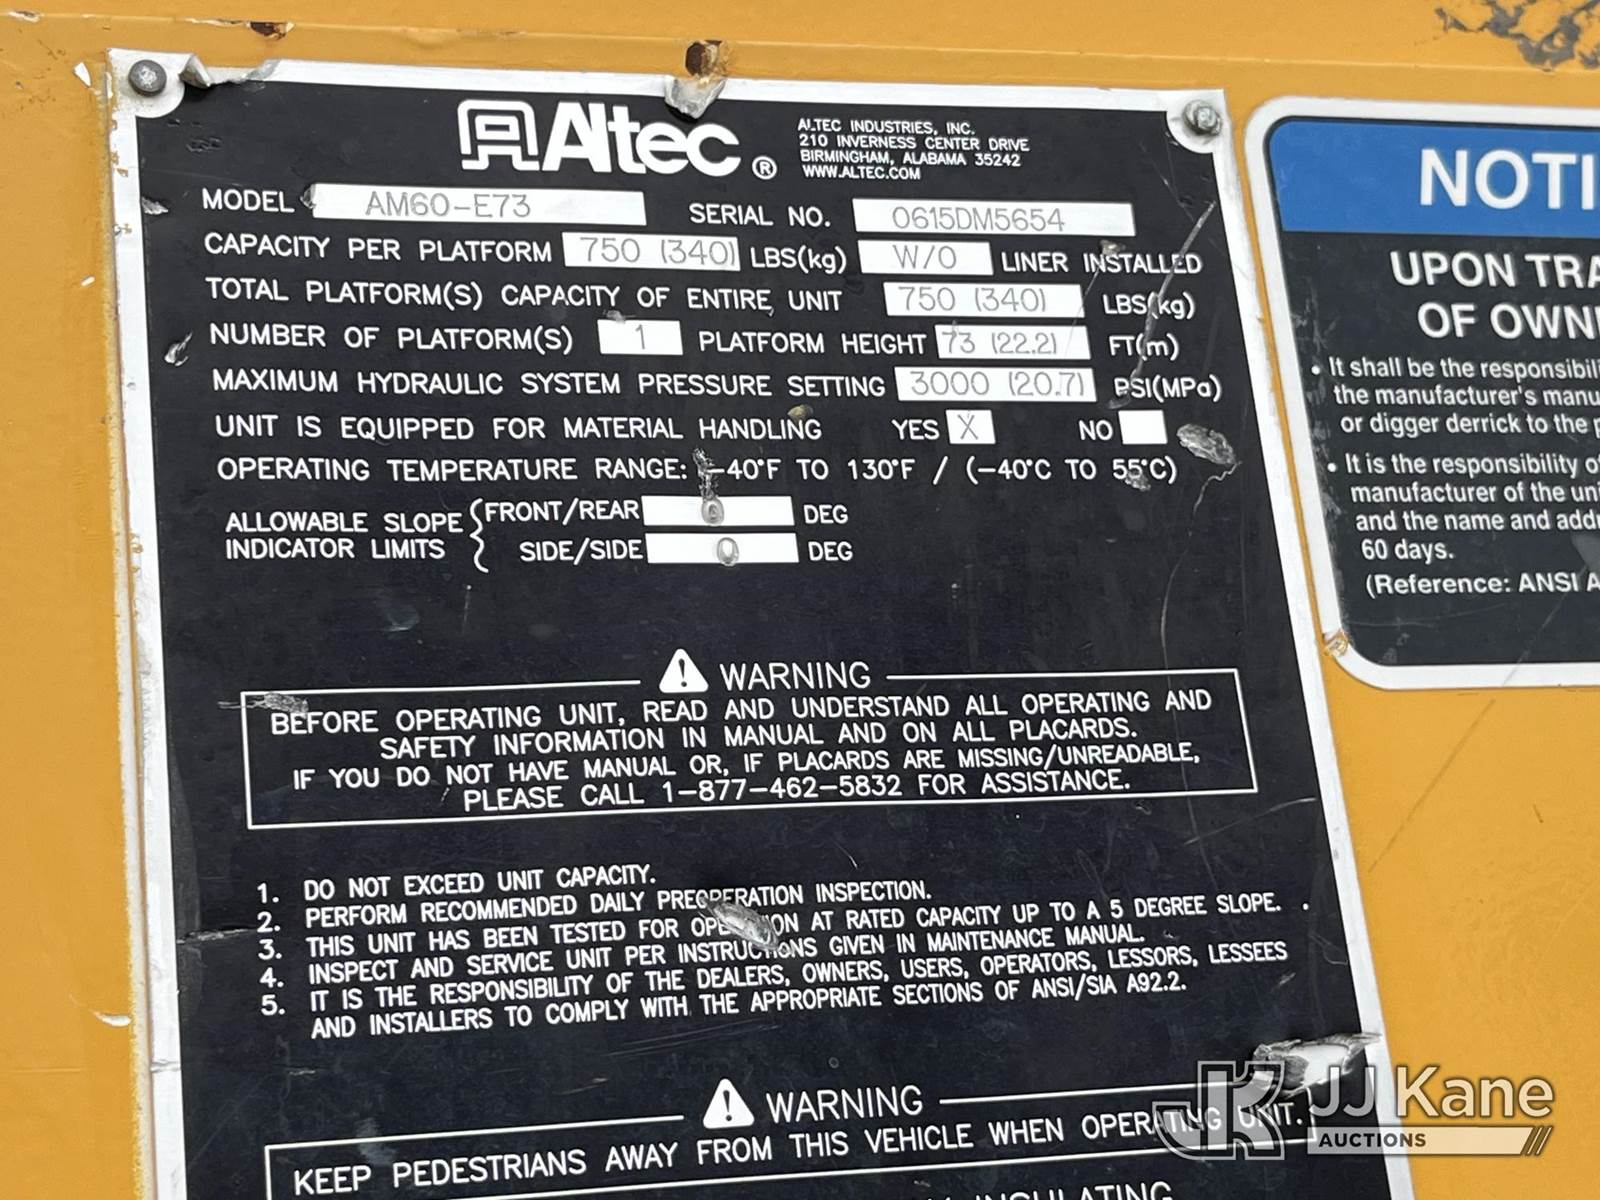 Altec ®
ALTEC INDUSTRIES, INC.
210 INVERNESS CENTER DRIVE
BIRMINGHAM, ALABAMA 35242
WWW.ALTEC.COM
MODEL AM60-E73 SERIAL NO. 0615DM5654
CAPACITY PER PLATFORM 750 (340) LBS(kg) W/O LINER INSTALLED
TOTAL PLATFORM(S) CAPACITY OF ENTIRE UNIT 750 (340) LBS(kg)
NUMBER OF PLATFORM(S) 1 PLATFORM HEIGHT 73 (22.2) FT(m)
MAXIMUM HYDRAULIC SYSTEM PRESSURE SETTING 3000 (20.7) PSI(MPa)
UNIT IS EQUIPPED FOR MATERIAL HANDLING YES X NO
OPERATING TEMPERATURE RANGE: -40°F TO 130°F / (-40°C TO 55°C)
ALLOWABLE SLOPE INDICATOR LIMITS
FRONT/REAR 0 DEG
SIDE/SIDE 0 DEG
WARNING
BEFORE OPERATING UNIT, READ AND UNDERSTAND ALL OPERATING AND
SAFETY INFORMATION IN MANUAL AND ON ALL PLACARDS.
IF YOU DO NOT HAVE MANUAL OR, IF PLACARDS ARE MISSING/UNREADABLE,
PLEASE CALL 1-877-462-5832 FOR ASSISTANCE.
1. DO NOT EXCEED UNIT CAPACITY.
2. PERFORM RECOMMENDED DAILY PREOPERATION INSPECTION.
3. THIS UNIT HAS BEEN TESTED FOR OPERATION AT RATED CAPACITY UP TO A 5 DEGREE SLOPE.
4. INSPECT AND SERVICE UNIT PER INSTRUCTIONS GIVEN IN MAINTENANCE MANUAL.
5. IT IS THE RESPONSIBILITY OF THE DEALERS, OWNERS, USERS, OPERATORS, LESSORS, LESSEES
AND INSTALLERS TO COMPLY WITH THE APPROPRIATE SECTIONS OF ANSI/SIA A92.2.
WARNING
KEEP PEDESTRIANS AWAY FROM THIS VEHICLE WHEN OPERATING UNIT.
INSULATING
NOTI
UPON TRA
OF OWN
• It shall be the responsibili
the manufacturer's manu
or digger derrick to the p
• It is the responsibility of
manufacturer of the uni
and the name and addr
60 days.
(Reference: ANSI A
JK JJ Kane
AUCTIONS